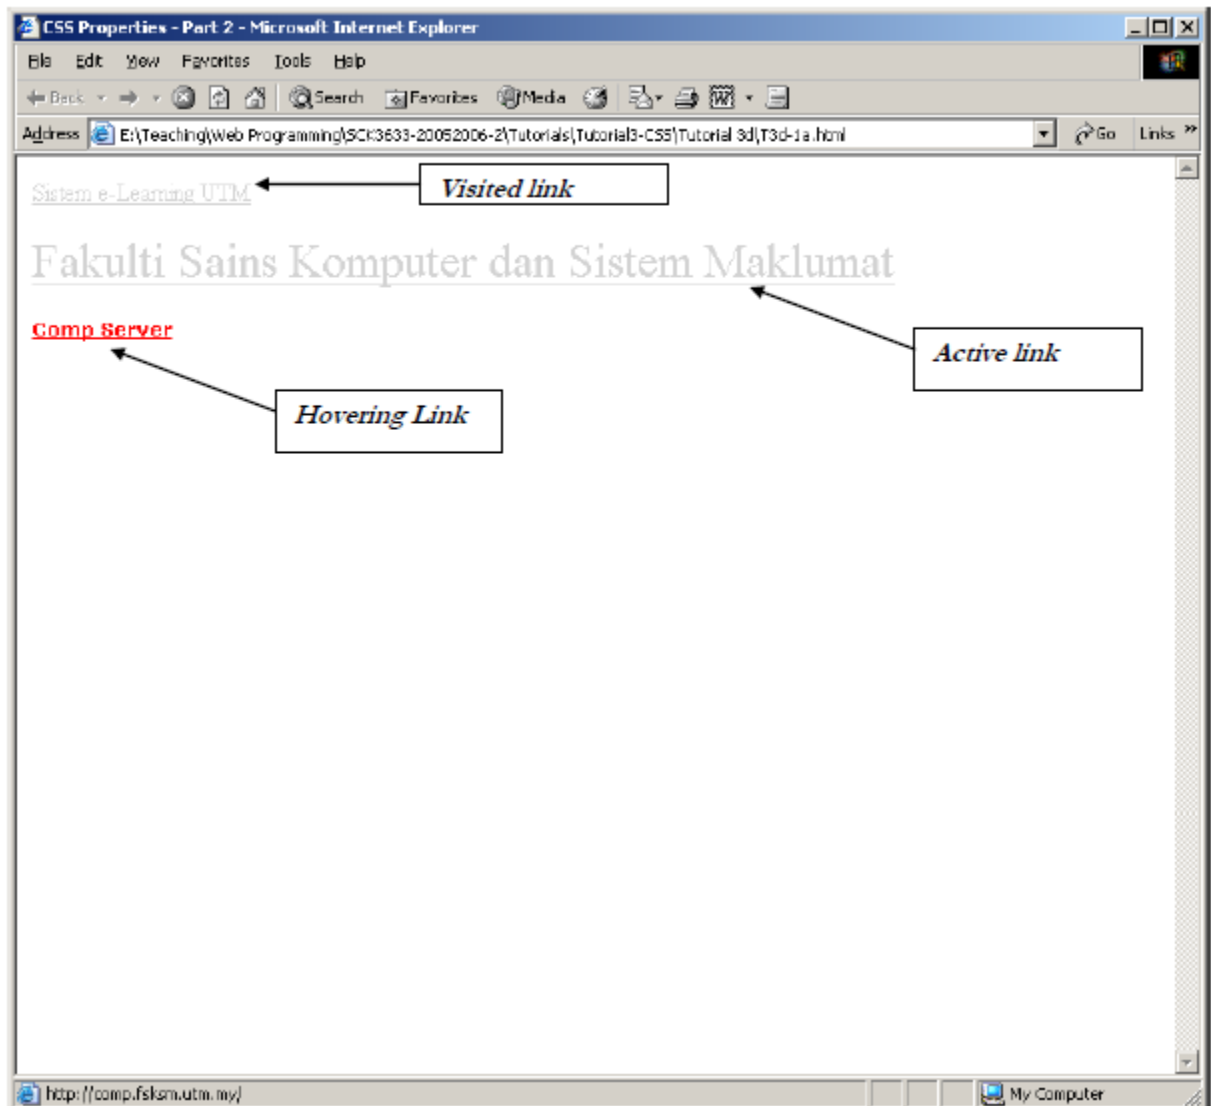 CSS Properties - Part 2 - Microsoft Internet Explorer
File Edit View Favorites Tools Help
Back Search Favorites Media
Address E:\Teaching\Web Programming\SCK3633-20052006-2\Tutorials\Tutorial3-CSS\Tutorial 3d\T3d-1a.html Go Links »
Sistem e-Learning UTM
Visited link
Fakulti Sains Komputer dan Sistem Maklumat
Comp Server
Active link
Hovering Link
http://comp.fsksm.utm.my/ My Computer